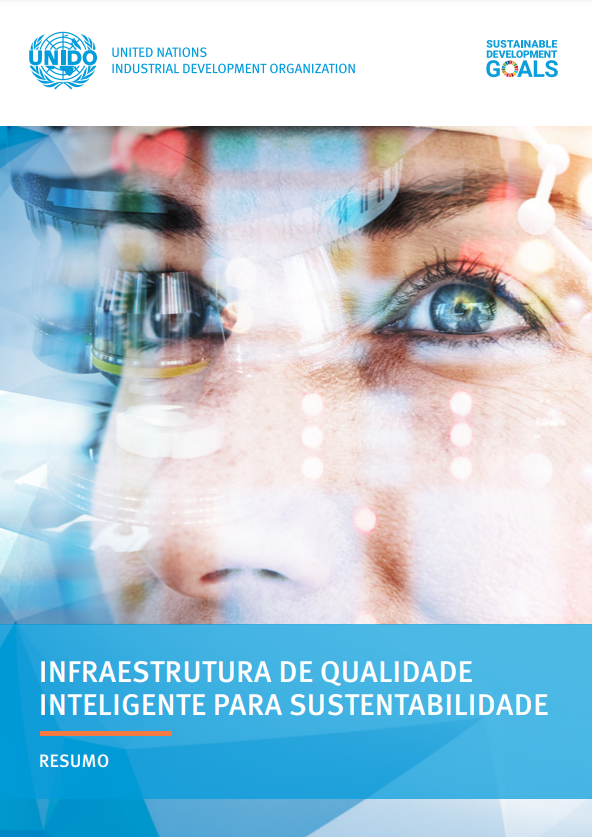 UNIDO
UNITED NATIONS
INDUSTRIAL DEVELOPMENT ORGANIZATION
SUSTAINABLE
DEVELOPMENT
GOALS
INFRAESTRUTURA DE QUALIDADE
INTELIGENTE PARA SUSTENTABILIDADE
RESUMO